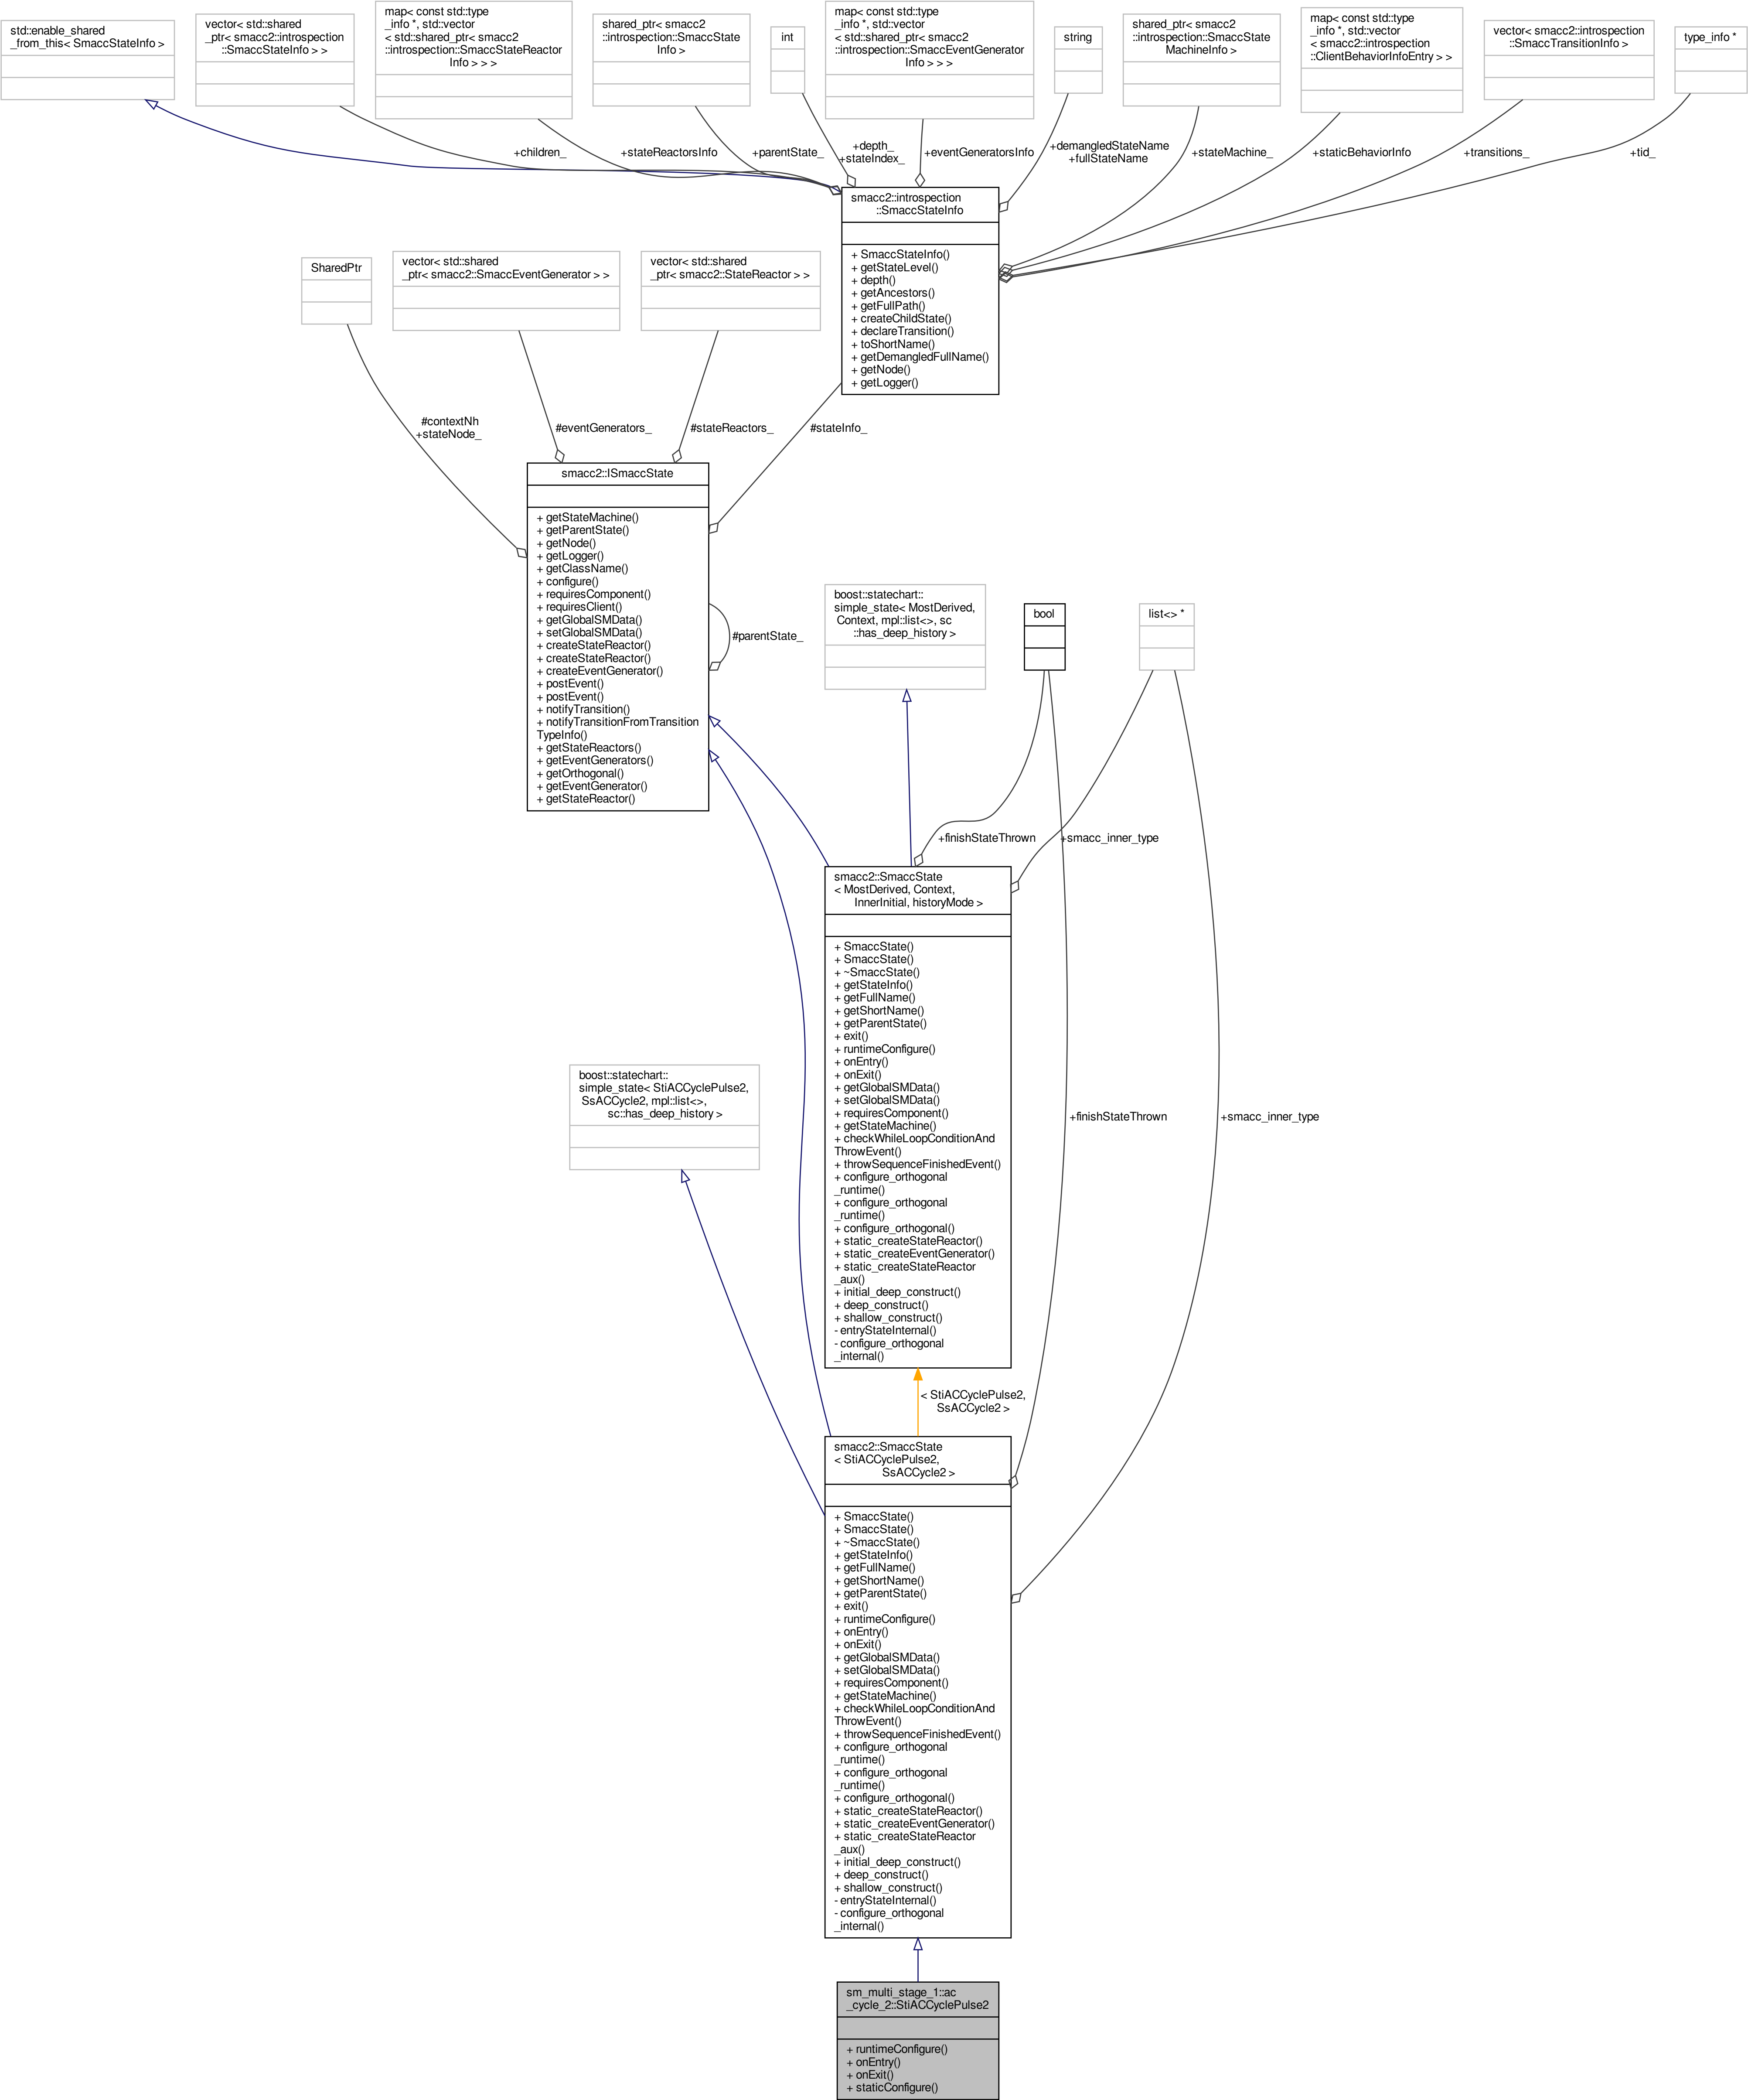 std::enable_shared
_from_this< SmaccStateInfo >
vector< std::shared
_ptr< smacc2::introspection
::SmaccStateInfo > >
map< const std::type
_info *, std::vector
< std::shared_ptr< smacc2
::introspection::SmaccStateReactor
Info > > >
shared_ptr< smacc2
::introspection::SmaccState
Info >
int
map< const std::type
_info *, std::vector
< std::shared_ptr< smacc2
::introspection::SmaccEventGenerator
Info > > >
string
shared_ptr< smacc2
::introspection::SmaccState
MachineInfo >
map< const std::type
_info *, std::vector
< smacc2::introspection
::ClientBehaviorInfoEntry > >
vector< smacc2::introspection
::SmaccTransitionInfo >
type_info *
+children_
+stateReactorsInfo
+parentState_
+depth_
+stateIndex_
+eventGeneratorsInfo
+demangledStateName
+fullStateName
+stateMachine_
+staticBehaviorInfo
+transitions_
+tid_
smacc2::introspection
::SmaccStateInfo
+ SmaccStateInfo()
+ getStateLevel()
+ depth()
+ getAncestors()
+ getFullPath()
+ createChildState()
+ declareTransition()
+ toShortName()
+ getDemangledFullName()
+ getNode()
+ getLogger()
SharedPtr
vector< std::shared
_ptr< smacc2::SmaccEventGenerator > >
vector< std::shared
_ptr< smacc2::StateReactor > >
#contextNh
+stateNode_
#eventGenerators_
#stateReactors_
#stateInfo_
smacc2::ISmaccState
+ getStateMachine()
+ getParentState()
+ getNode()
+ getLogger()
+ getClassName()
+ configure()
+ requiresComponent()
+ requiresClient()
+ getGlobalSMData()
+ setGlobalSMData()
+ createStateReactor()
+ createStateReactor()
+ createEventGenerator()
+ postEvent()
+ postEvent()
+ notifyTransition()
+ notifyTransitionFromTransition
TypeInfo()
+ getStateReactors()
+ getEventGenerators()
+ getOrthogonal()
+ getEventGenerator()
+ getStateReactor()
#parentState_
boost::statechart::
simple_state< MostDerived,
Context, mpl::list<>, sc
::has_deep_history >
bool
list<> *
+finishStateThrown
+smacc_inner_type
smacc2::SmaccState
< MostDerived, Context,
InnerInitial, historyMode >
+ SmaccState()
+ SmaccState()
+ ~SmaccState()
+ getStateInfo()
+ getFullName()
+ getShortName()
+ getParentState()
+ exit()
+ runtimeConfigure()
+ onEntry()
+ onExit()
+ getGlobalSMData()
+ setGlobalSMData()
+ requiresComponent()
+ getStateMachine()
+ checkWhileLoopConditionAnd
ThrowEvent()
+ throwSequenceFinishedEvent()
+ configure_orthogonal
_runtime()
+ configure_orthogonal
_runtime()
+ configure_orthogonal()
+ static_createStateReactor()
+ static_createEventGenerator()
+ static_createStateReactor
_aux()
+ initial_deep_construct()
+ deep_construct()
+ shallow_construct()
- entryStateInternal()
- configure_orthogonal
_internal()
boost::statechart::
simple_state< StiACCyclePulse2,
SsACCycle2, mpl::list<>,
sc::has_deep_history >
+finishStateThrown
+smacc_inner_type
< StiACCyclePulse2,
SsACCycle2 >
smacc2::SmaccState
< StiACCyclePulse2,
SsACCycle2 >
+ SmaccState()
+ SmaccState()
+ ~SmaccState()
+ getStateInfo()
+ getFullName()
+ getShortName()
+ getParentState()
+ exit()
+ runtimeConfigure()
+ onEntry()
+ onExit()
+ getGlobalSMData()
+ setGlobalSMData()
+ requiresComponent()
+ getStateMachine()
+ checkWhileLoopConditionAnd
ThrowEvent()
+ throwSequenceFinishedEvent()
+ configure_orthogonal
_runtime()
+ configure_orthogonal
_runtime()
+ configure_orthogonal()
+ static_createStateReactor()
+ static_createEventGenerator()
+ static_createStateReactor
_aux()
+ initial_deep_construct()
+ deep_construct()
+ shallow_construct()
- entryStateInternal()
- configure_orthogonal
_internal()
sm_multi_stage_1::ac
_cycle_2::StiACCyclePulse2
+ runtimeConfigure()
+ onEntry()
+ onExit()
+ staticConfigure()